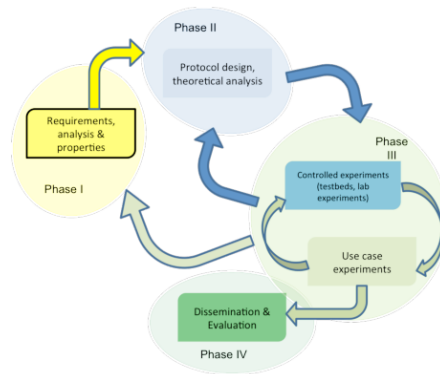 Phase II
Protocol design,
theoretical analysis
Requirements,
analysis &
properties
Phase I
Phase
III
Controlled experiments
(testbeds, lab
experiments)
Use case
experiments
Dissemination &
Evaluation
Phase IV